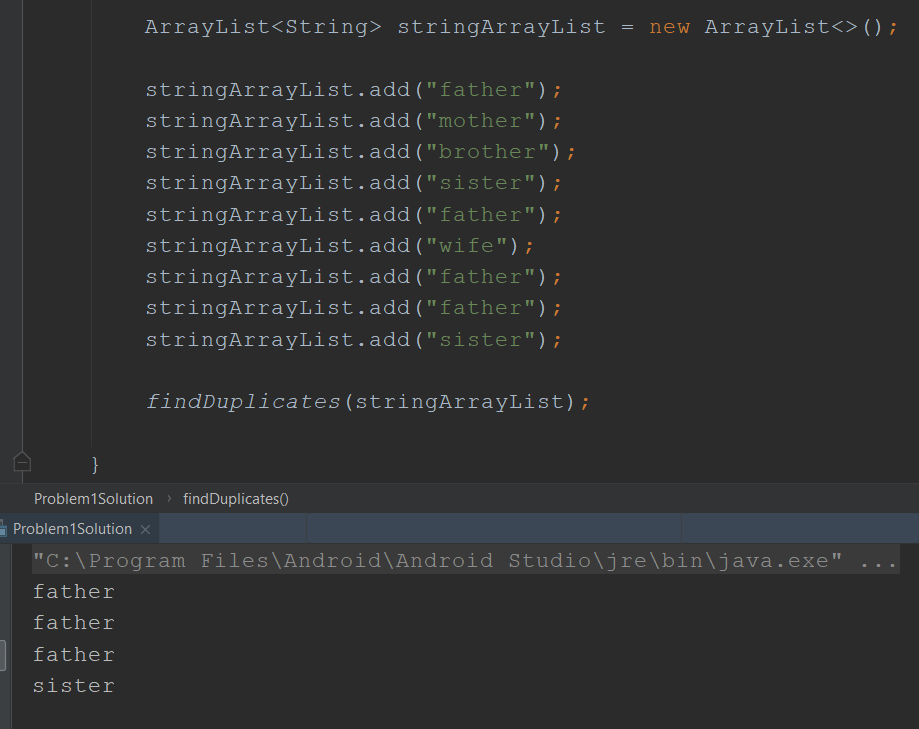 ArrayList<String> stringArrayList = new ArrayList<>();
stringArrayList.add("father");
stringArrayList.add("mother");
stringArrayList.add("brother");
stringArrayList.add("sister");
stringArrayList.add("father");
stringArrayList.add("wife");
stringArrayList.add("father");
stringArrayList.add("father");
stringArrayList.add("sister");
findDuplicates(stringArrayList);
}
Problem1Solution › findDuplicates()
Problem1Solution ×
"C:\Program Files\Android\Android Studio\jre\bin\java.exe" ...
father
father
father
sister